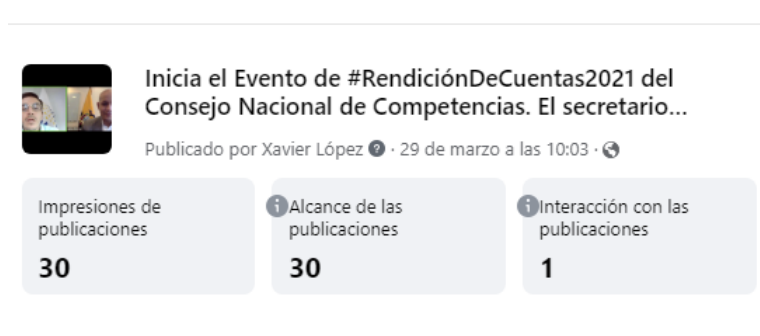 Inicia el Evento de #RendiciónDeCuentas2021 del
Consejo Nacional de Competencias. El secretario...
Publicado por Xavier López · 29 de marzo a las 10:03 ·
Impresiones de
publicaciones
30
Alcance de las
publicaciones
30
Interacción con las
publicaciones
1